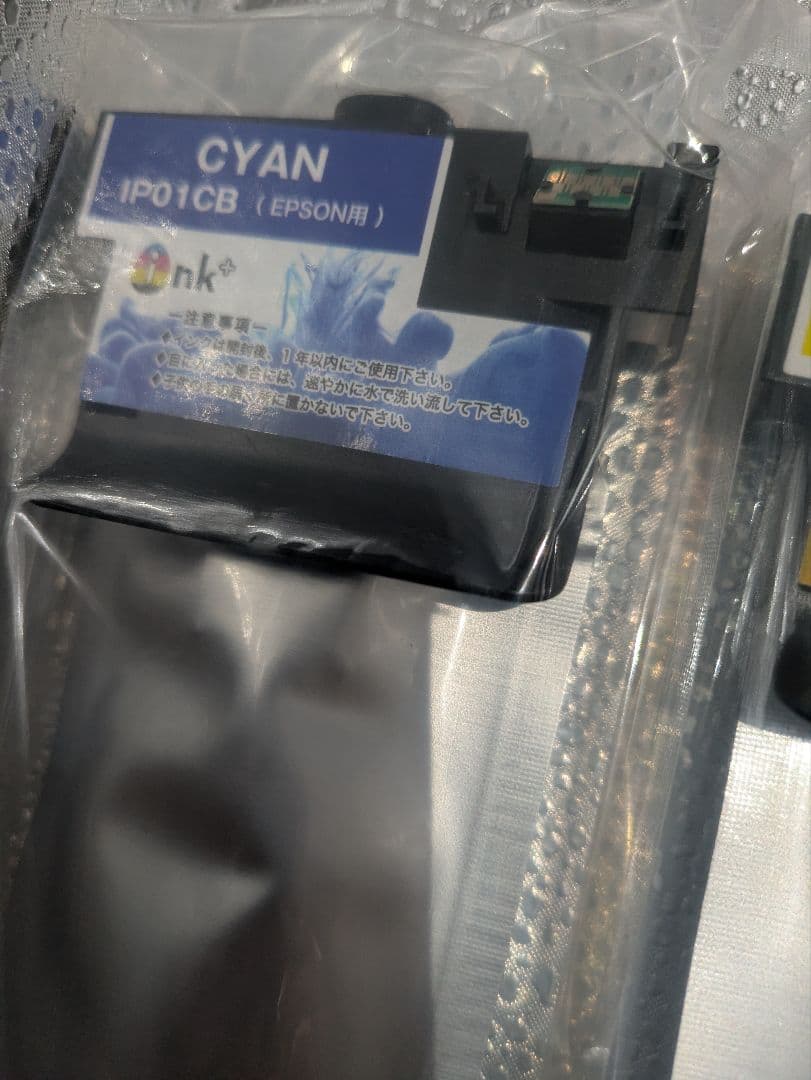 CYAN
IP01CB（EPSON用）
ink+
ー注意事項ー
◆インクは開封後、1年以内にご使用下さい。
◆目に入った場合には、速やかに水で洗い流して下さい。
に置かないで下さい。